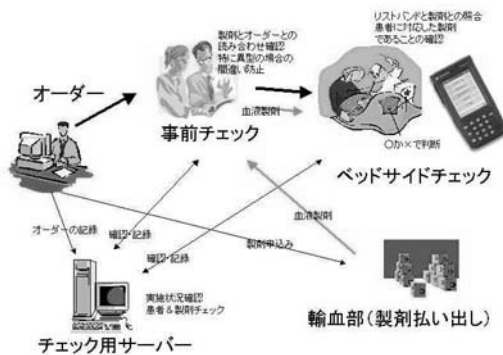 リストバンドと製剤との照合
患者に対応した製剤
であることの確認
製剤とオーダーとの
読み合わせ確認
特に異型の場合の
間違い防止
オーダー
血液製剤
事前チェック
〇か×で判断
ベッドサイドチェック
血液製剤
オーダーの記録
確認・記録
確認・記録
製剤申込み
実施状況確認
患者&製剤チェック
輸血部(製剤払い出し)
チェック用サーバー